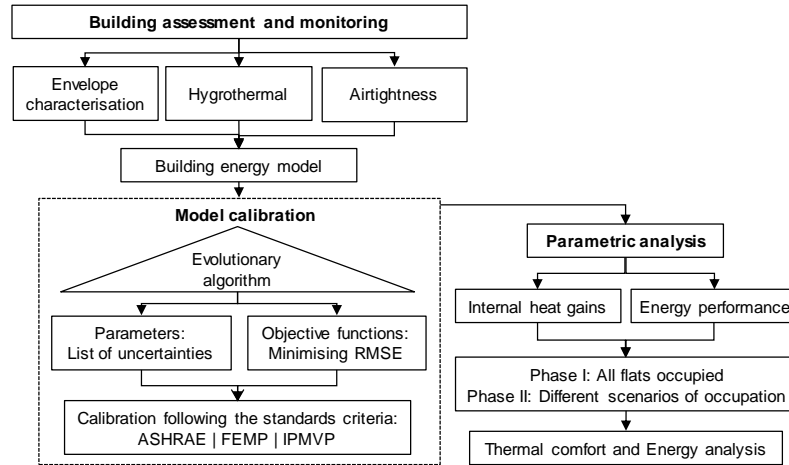 Building assessment and monitoring
Envelope
characterisation
Hygrothermal
Airtightness
Building energy model
Model calibration
Evolutionary
algorithm
Parameters:
List of uncertainties
Objective functions:
Minimising RMSE
Calibration following the standards criteria:
ASHRAE | FEMP | IPMVP
Parametric analysis
Internal heat gains
Energy performance
Phase I: All flats occupied
Phase II: Different scenarios of occupation
Thermal comfort and Energy analysis